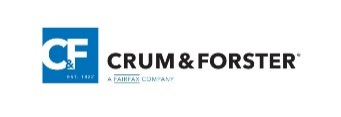 C&F
EST. 1822
CRUM & FORSTER®
A FAIRFAX COMPANY